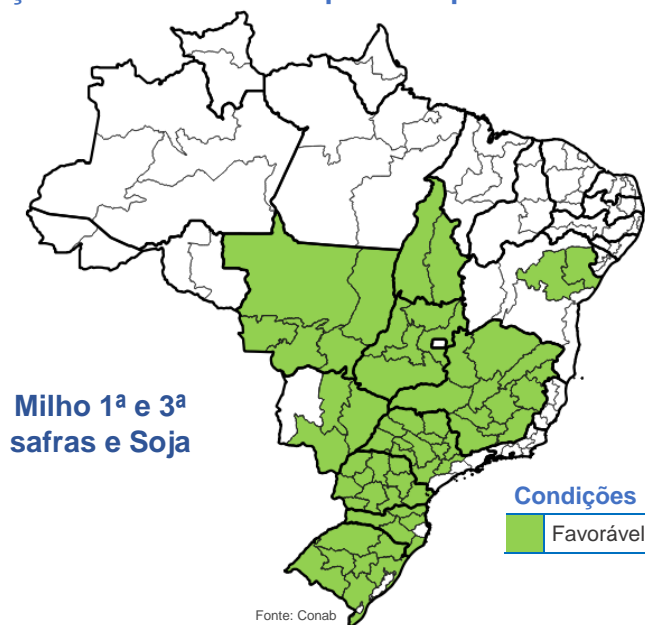 Milho 1ª e 3ª
safras e Soja
Condições
Favorável
Fonte: Conab